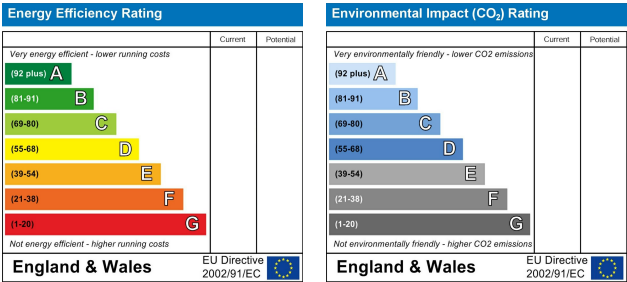 Energy Efficiency Rating
Current Potential
Very energy efficient - lower running costs
(92 plus) A
(81-91) B
(69-80) C
(55-68) D
(39-54) E
(21-38) F
(1-20) G
Not energy efficient - higher running costs
England & Wales
EU Directive
2002/91/EC
Environmental Impact (CO₂) Rating
Current Potential
Very environmentally friendly - lower CO2 emissions
(92 plus) A
(81-91) B
(69-80) C
(55-68) D
(39-54) E
(21-38) F
(1-20) G
Not environmentally friendly - higher CO2 emissions
England & Wales
EU Directive
2002/91/EC